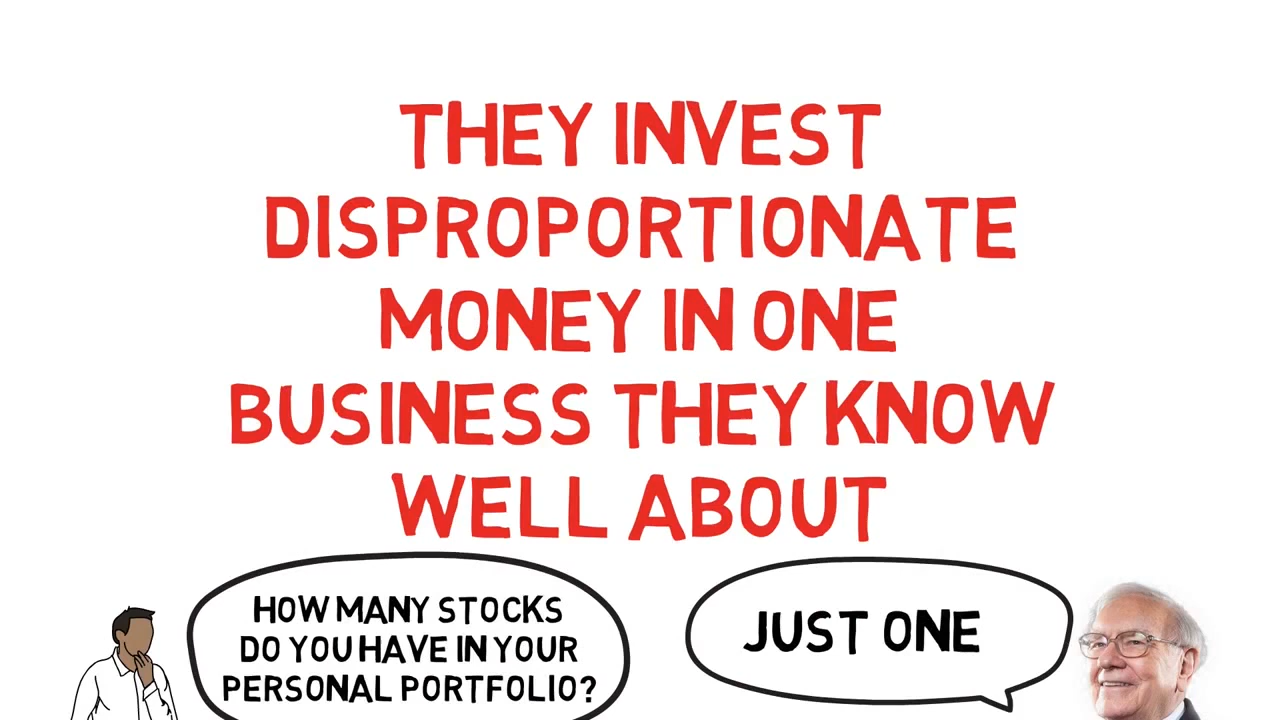 THEY INVEST
DISPROPORTIONATE
MONEY IN ONE
BUSINESS THEY KNOW
WELL ABOUT
HOW MANY STOCKS
DO YOU HAVE IN YOUR
PERSONAL PORTFOLIO?
JUST ONE